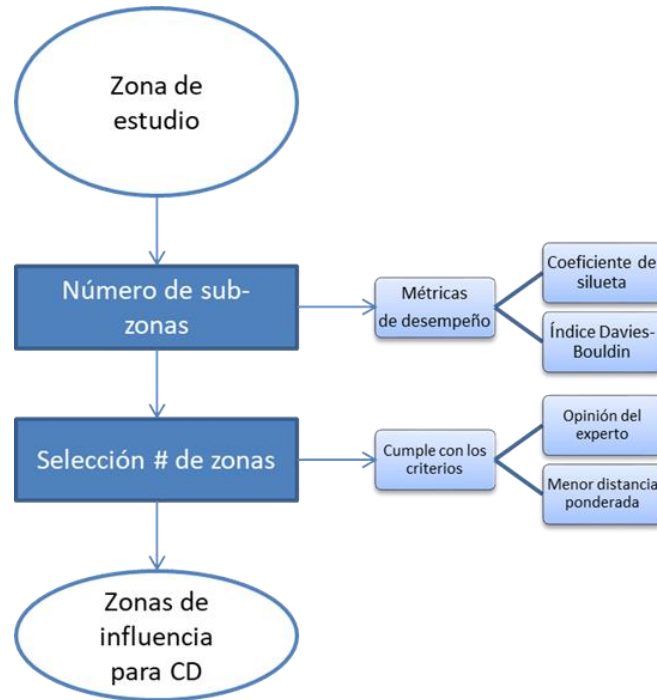 Zona de
estudio
Número de sub-
zonas
Métricas
de desempeño
Coeficiente de
silueta
Índice Davies-
Bouldin
Selección # de zonas
Cumple con los
criterios
Opinión del
experto
Menor distancia
ponderada
Zonas de
influencia
para CD